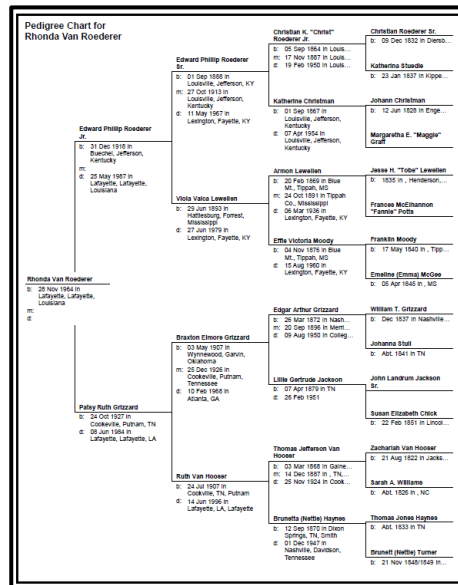 Pedigree Chart for
Rhonda Van Roederer
Christian K. "Christ"
Roederer Jr.
b: 05 Sep 1864 in Louis...
m: 17 Nov 1887 in Louis...
d: 19 Feb 1950 in Louis...
Christian Roederer Sr.
b: 09 Dec 1832 in Diersb...
Katherina Stuedle
b: 23 Jan 1837 in Kippe...
Edward Phillip Roederer
Sr.
b: 01 Sep 1888 in
Louisville, Jefferson, KY
m: 27 Oct 1913 in
Louisville, Jefferson,
Kentucky
d: 11 May 1967 in
Lexington, Fayette, KY
Katherine Christman
b: 01 Sep 1867 in
Louisville, Jefferson,
Kentucky
d: 07 Apr 1954 in
Louisville, Jefferson,
Kentucky
Johann Christman
b: 12 Jun 1828 in Enge...
Margaretha E. "Maggie"
Graff
Edward Phillip Roederer
Jr.
b: 31 Dec 1918 in
Buechel, Jefferson,
Kentucky
m:
d: 25 May 1987 in
Lafayette, Lafayette,
Louisiana
Armon Lewellen
b: 20 Feb 1869 in Blue
Mt., Tippah, MS
m: 24 Oct 1891 in Tippah
Co., Mississippi
d: 06 Mar 1936 in
Lexington, Fayette, KY
Jesse H. "Tobe" Lewellen
b: 1835 in , Henderson,...
Frances McElhannon
"Fannie" Potts
Viola Valca Lewellen
b: 29 Jun 1893 in
Hattiesburg, Forrest,
Mississippi
d: 27 Jun 1979 in
Lexington, Fayette, KY
Effie Victoria Moody
b: 04 Nov 1876 in Blue
Mt., Tippah, MS
d: 15 Aug 1960 in
Lexington, Fayette, KY
Franklin Moody
b: 17 May 1840 in , Tipp...
Emeline (Emma) McGee
b: 05 Apr 1845 in , MS
Rhonda Van Roederer
b: 28 Nov 1964 in
Lafayette, Lafayette,
Louisiana
m:
d:
Edgar Arthur Grizzard
b: 26 Mar 1872 in Nash...
m: 20 Sep 1896 in Merri...
d: 09 Aug 1950 in Colleg...
William T. Grizzard
b: Dec 1837 in Nashville...
Johanna Stull
b: Abt. 1841 in TN
Braxton Elmore Grizzard
b: 03 May 1907 in
Wynnewood, Garvin,
Oklahoma
m: 25 Dec 1926 in
Cookeville, Putnam,
Tennessee
d: 10 Feb 1968 in
Atlanta, GA
Lillie Gertrude Jackson
b: 07 Apr 1879 in TN
d: 26 Feb 1951
John Landrum Jackson
Sr.
Susan Elizabeth Chick
b: 22 Feb 1851 in Lincol...
Patsy Ruth Grizzard
b: 24 Oct 1927 in
Cookeville, Putnam, TN
d: 08 Jun 1984 in
Lafayette, Lafayette, LA
Thomas Jefferson Van
Hooser
b: 03 Mar 1868 in Gaine...
m: 14 Dec 1887 in , TN,...
d: 25 Nov 1924 in Cook...
Zachariah Van Hooser
b: 21 Aug 1822 in Jacks...
Sarah A. Williams
b: Abt. 1826 in , NC
Ruth Van Hooser
b: 24 Jul 1907 in
Cookville, TN, Putnam
d: 14 Jun 1996 in
Lafayette, LA, Lafayette
Brunetta (Nettie) Haynes
b: 12 Sep 1870 in Dixon
Springs, TN, Smith
d: 01 Dec 1947 in
Nashville, Davidson,
Tennessee
Thomas Jones Haynes
b: Abt. 1833 in TN
Brunett (Nettie) Turner
b: 21 Nov 1848/1849 in...